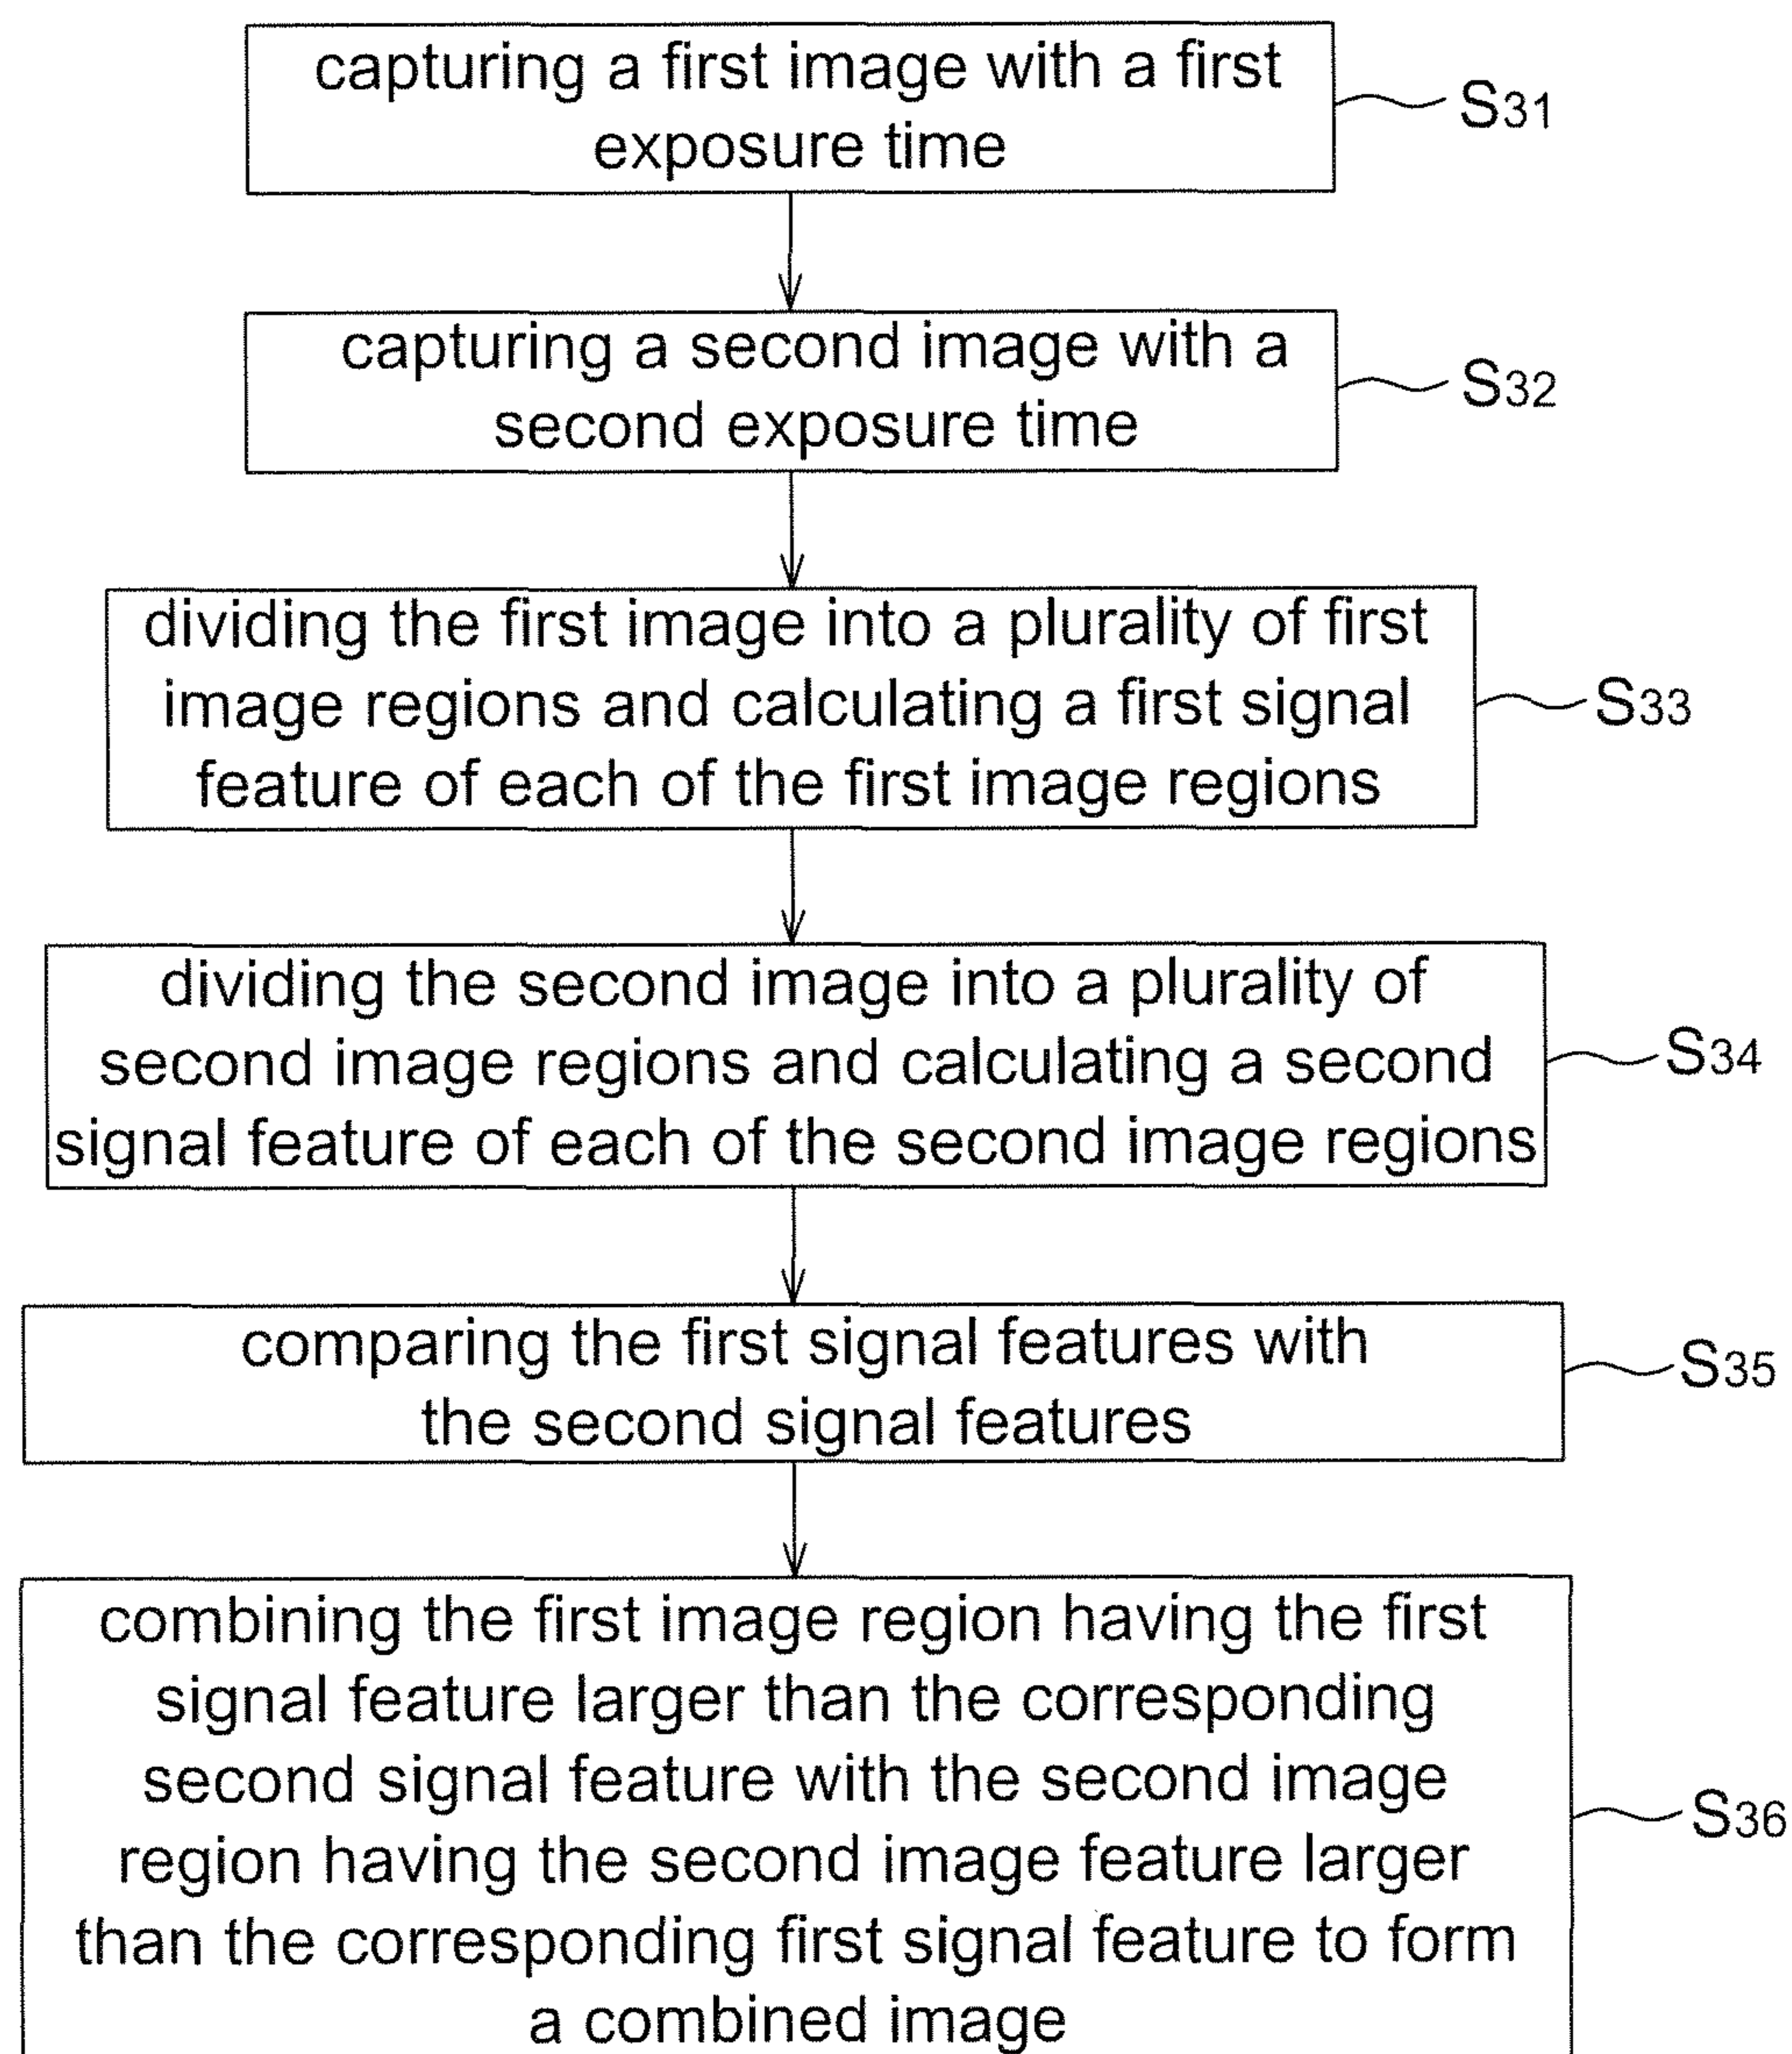 capturing a first image with a first
exposure time
S31
capturing a second image with a
second exposure time
S32
dividing the first image into a plurality of first
image regions and calculating a first signal
feature of each of the first image regions
S33
dividing the second image into a plurality of
second image regions and calculating a second
signal feature of each of the second image regions
S34
comparing the first signal features with
the second signal features
S35
combining the first image region having the first
signal feature larger than the corresponding
second signal feature with the second image
region having the second image feature larger
than the corresponding first signal feature to form
a combined image
S36